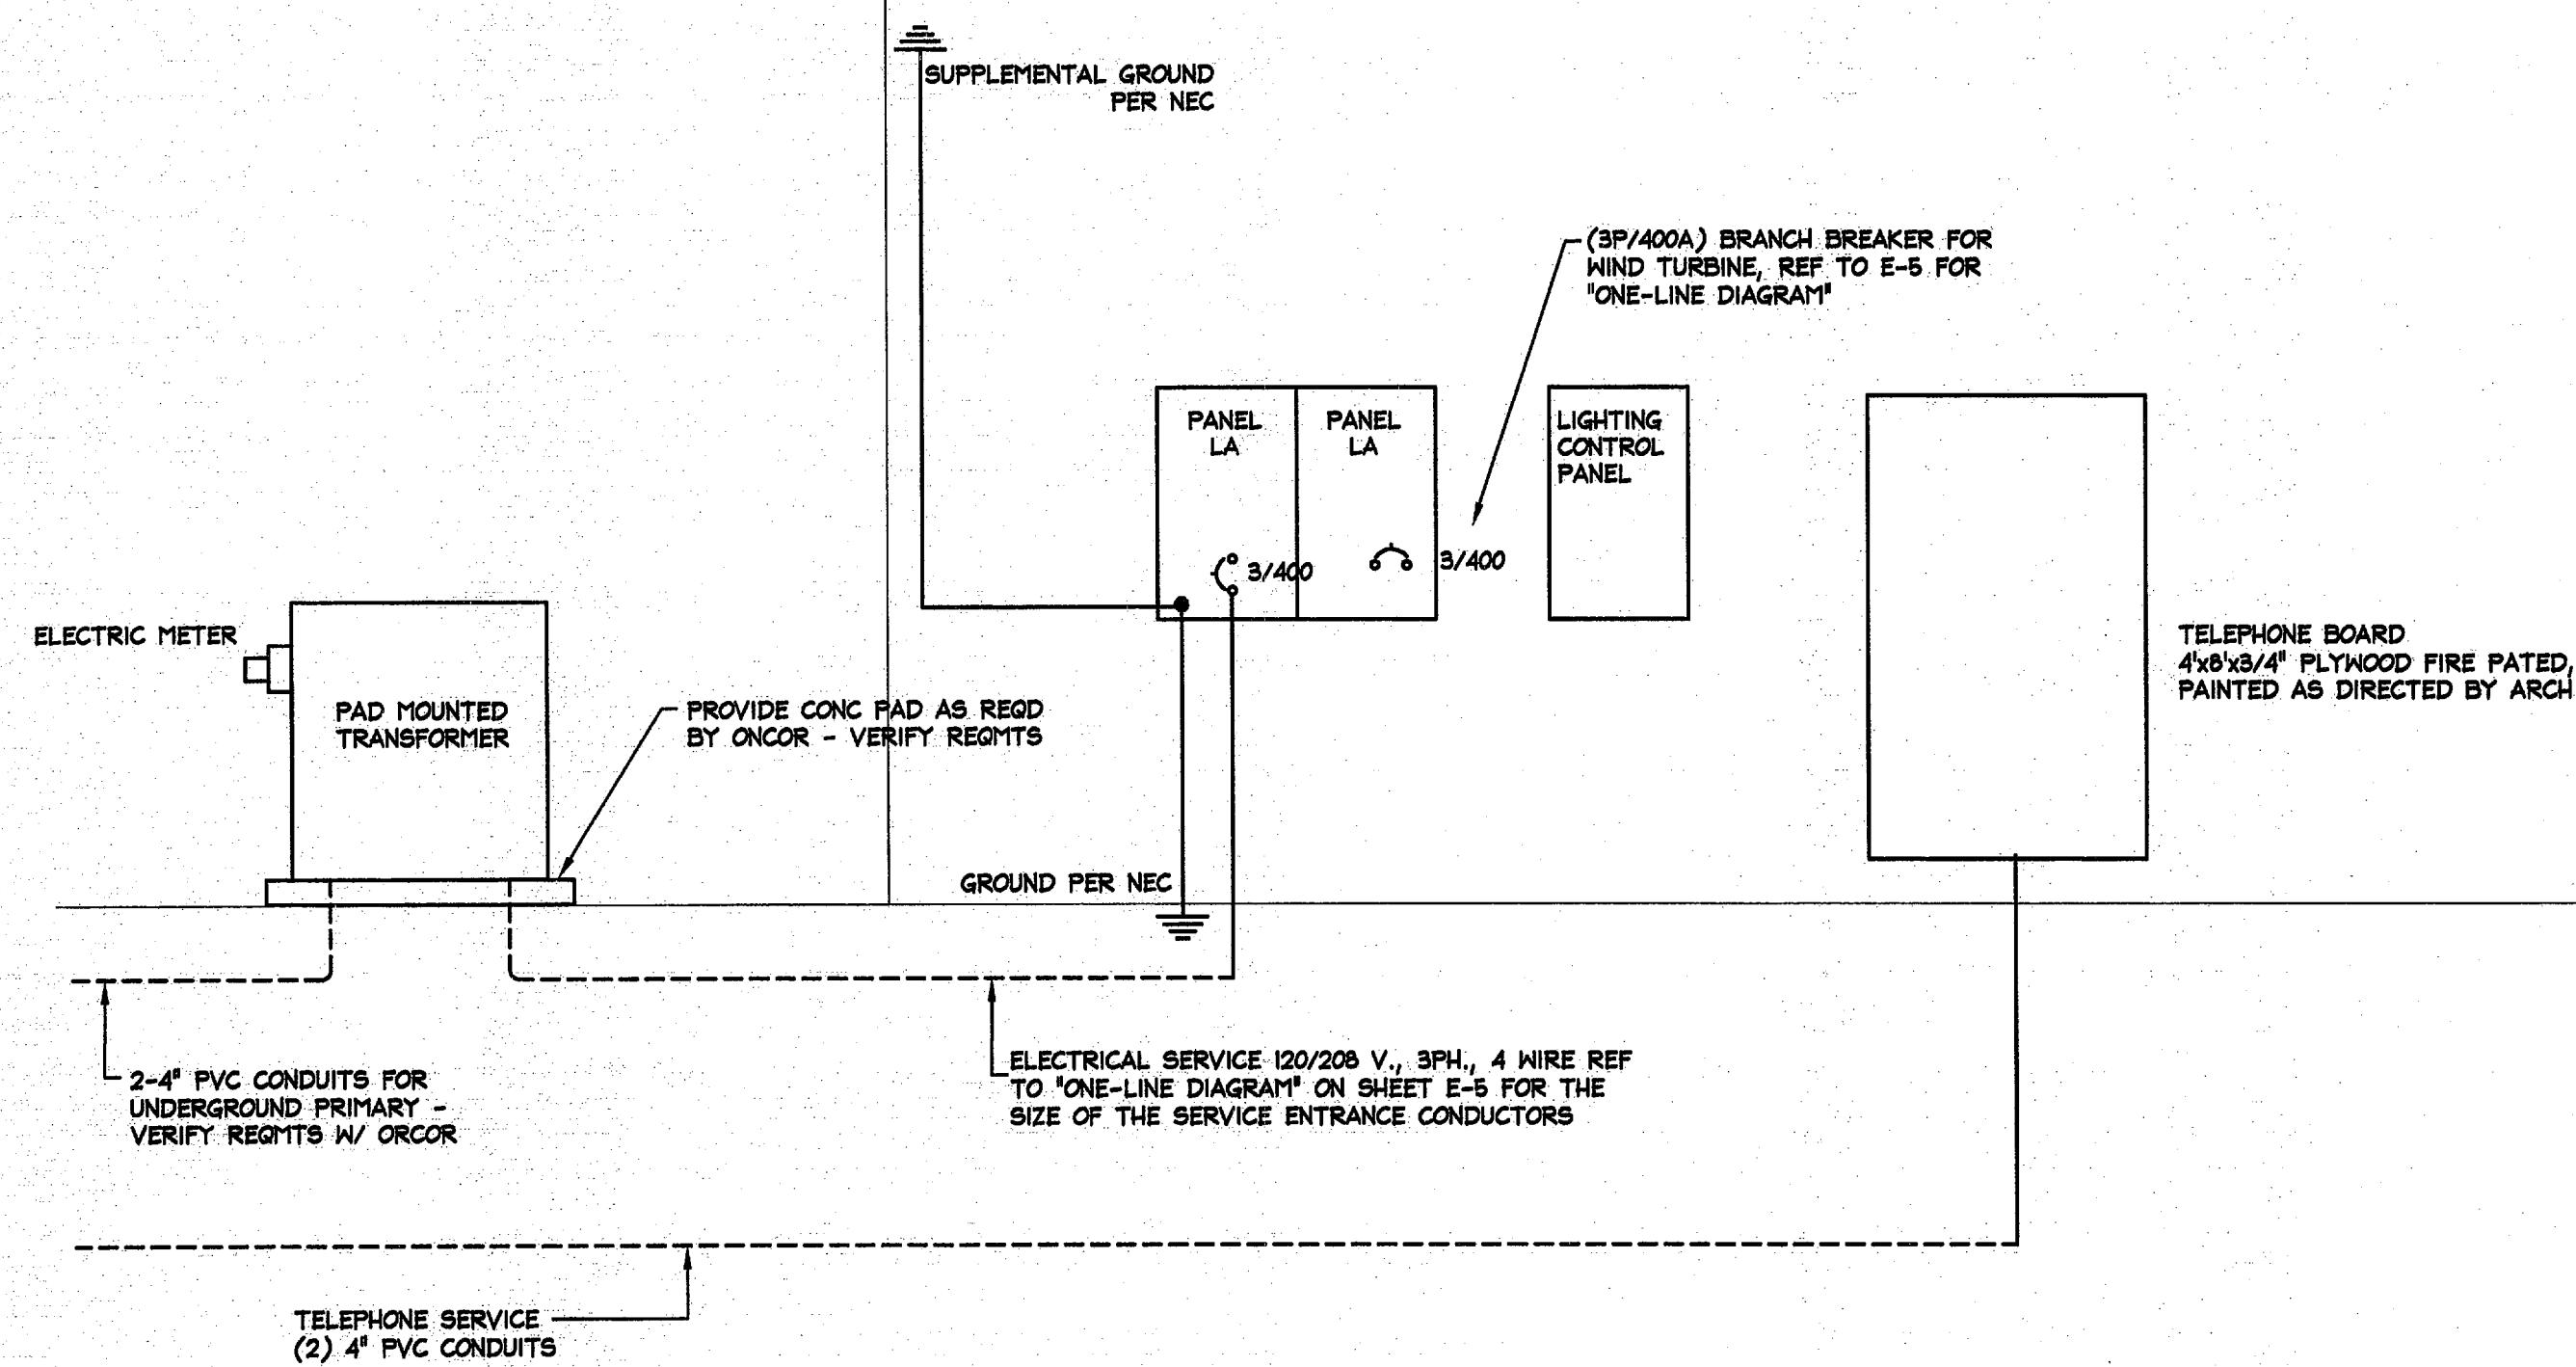 SUPPLEMENTAL GROUND
PER NEC
(3P/400A) BRANCH BREAKER FOR
WIND TURBINE, REF TO E-5 FOR
"ONE-LINE DIAGRAM"
PANEL
LA
PANEL
LA
LIGHTING
CONTROL
PANEL
3/400
3/400
ELECTRIC METER
PAD MOUNTED
TRANSFORMER
PROVIDE CONC PAD AS REQD
BY ONCOR - VERIFY REQMTS
TELEPHONE BOARD
4'x8'x3/4" PLYWOOD FIRE PATED,
PAINTED AS DIRECTED BY ARCH
GROUND PER NEC
2-4" PVC CONDUITS FOR
UNDERGROUND PRIMARY -
VERIFY REQMTS W/ ORCOR
ELECTRICAL SERVICE 120/208 V., 3PH., 4 WIRE REF
TO "ONE-LINE DIAGRAM" ON SHEET E-5 FOR THE
SIZE OF THE SERVICE ENTRANCE CONDUCTORS
TELEPHONE SERVICE
(2) 4" PVC CONDUITS